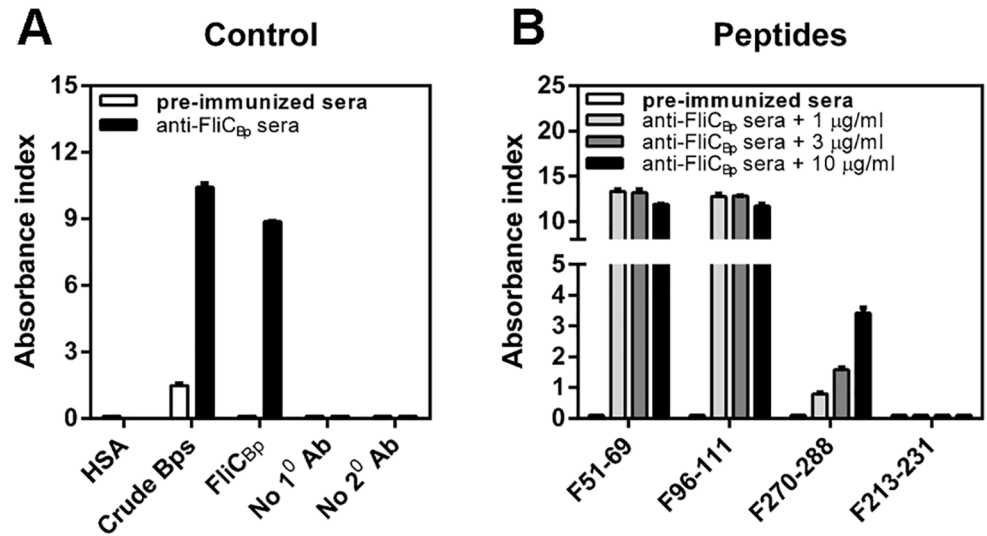 A
Control
Absorbance index
15
12
9
6
3
0
pre-immunized sera
anti-FliCBp sera
HSA
Crude Bps
FliCBp
No 1⁰ Ab
No 2⁰ Ab
B
Peptides
Absorbance index
25
20
15
10
5
4
3
2
1
0
pre-immunized sera
anti-FliCBp sera + 1 µg/ml
anti-FliCBp sera + 3 µg/ml
anti-FliCBp sera + 10 µg/ml
F51-69
F96-111
F270-288
F213-231